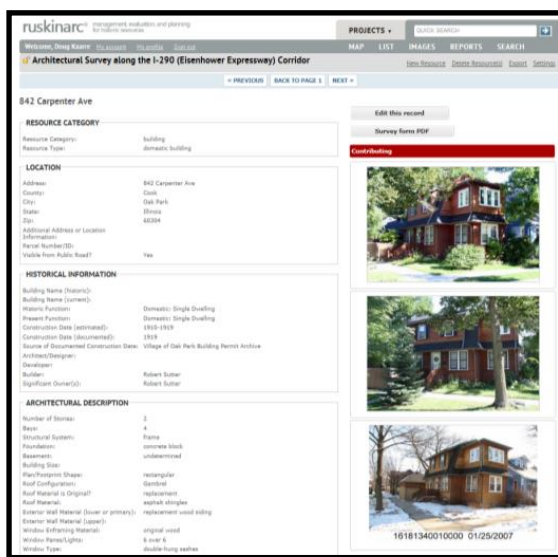 ruskinarc management, evaluation and planning
for historic resources
PROJECTS ▾ QUICK SEARCH
Welcome, Doug Kaarre My account My profile Sign out MAP LIST IMAGES REPORTS SEARCH
Architectural Survey along the I-290 (Eisenhower Expressway) Corridor New Resource Delete Resource(s) Export Settings
« PREVIOUS BACK TO PAGE 1 NEXT »
842 Carpenter Ave
Edit this record
Survey form PDF
Contributing
RESOURCE CATEGORY
Resource Category: building
Resource Type: domestic building
LOCATION
Address: 842 Carpenter Ave
County: Cook
City: Oak Park
State: Illinois
Zip: 60304
Additional Address or Location
Information:
Parcel Number/ID:
Visible from Public Road? Yes
HISTORICAL INFORMATION
Building Name (historic):
Building Name (current):
Historic Function: Domestic: Single Dwelling
Present Function: Domestic: Single Dwelling
Construction Date (estimated): 1910-1919
Construction Date (documented): 1919
Source of Documented Construction Date: Village of Oak Park Building Permit Archive
Architect/Designer:
Developer:
Builder: Robert Sutter
Significant Owner(s): Robert Sutter
ARCHITECTURAL DESCRIPTION
Number of Stories: 2
Bays: 4
Structural System: frame
Foundation: concrete block
Basement: undetermined
Building Size:
Plan/Footprint Shape: rectangular
Roof Configuration: Gambrel
Roof Material is Original? replacement
Roof Material: asphalt shingles
Exterior Wall Material (lower or primary): replacement wood siding
Exterior Wall Material (upper):
Window Enframing Material: original wood
Window Panes/Lights: 6 over 6
Window Type: double-hung sashes
16181340010000 01/25/2007